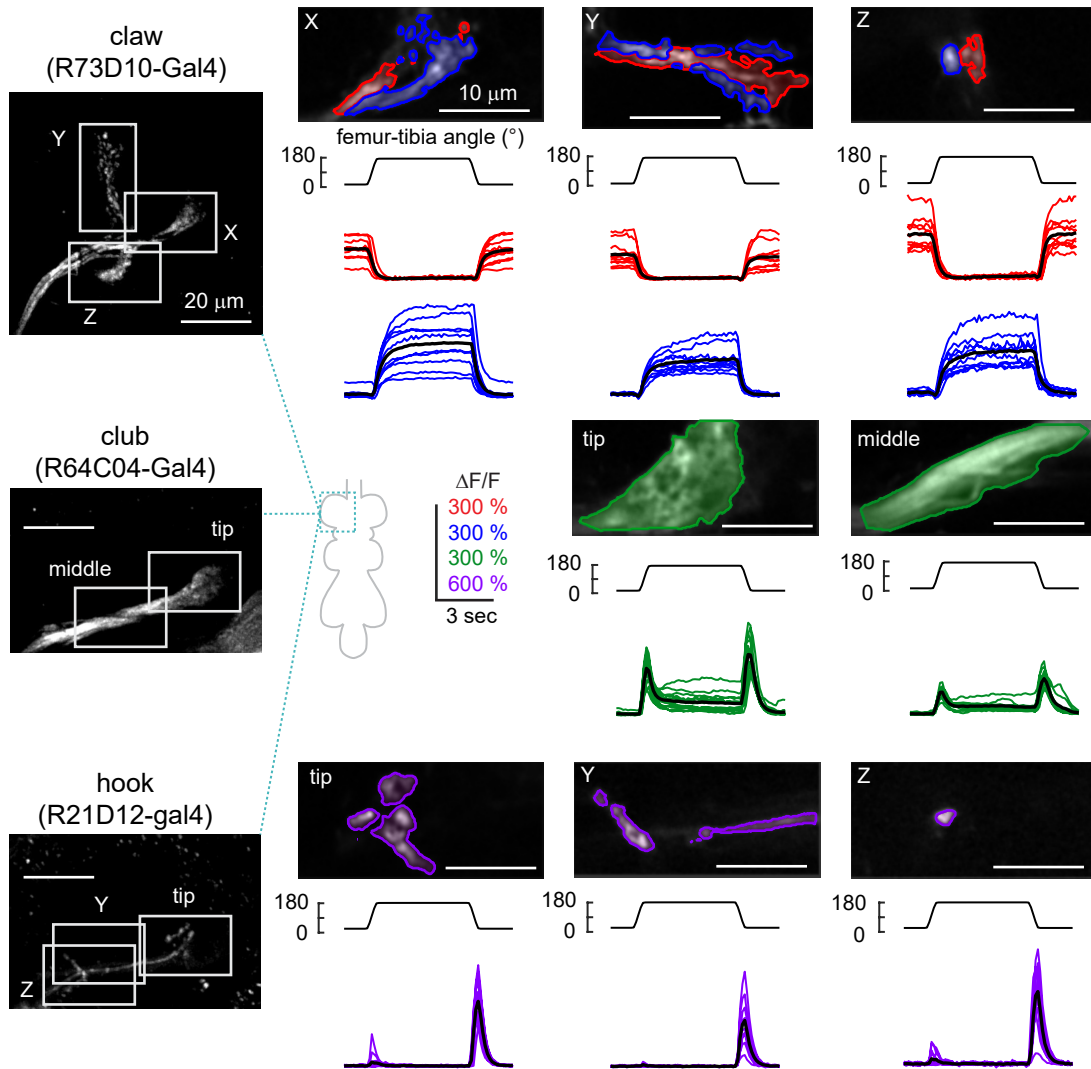 claw
(R73D10-Gal4)
Y
X
Z
20 μm
X
10 μm
Y
Z
femur-tibia angle (°)
180
0
180
0
180
0
club
(R64C04-Gal4)
tip
middle
ΔF/F
300 %
300 %
300 %
600 %
3 sec
tip
middle
180
0
180
0
hook
(R21D12-gal4)
Y
tip
Z
tip
Y
Z
180
0
180
0
180
0